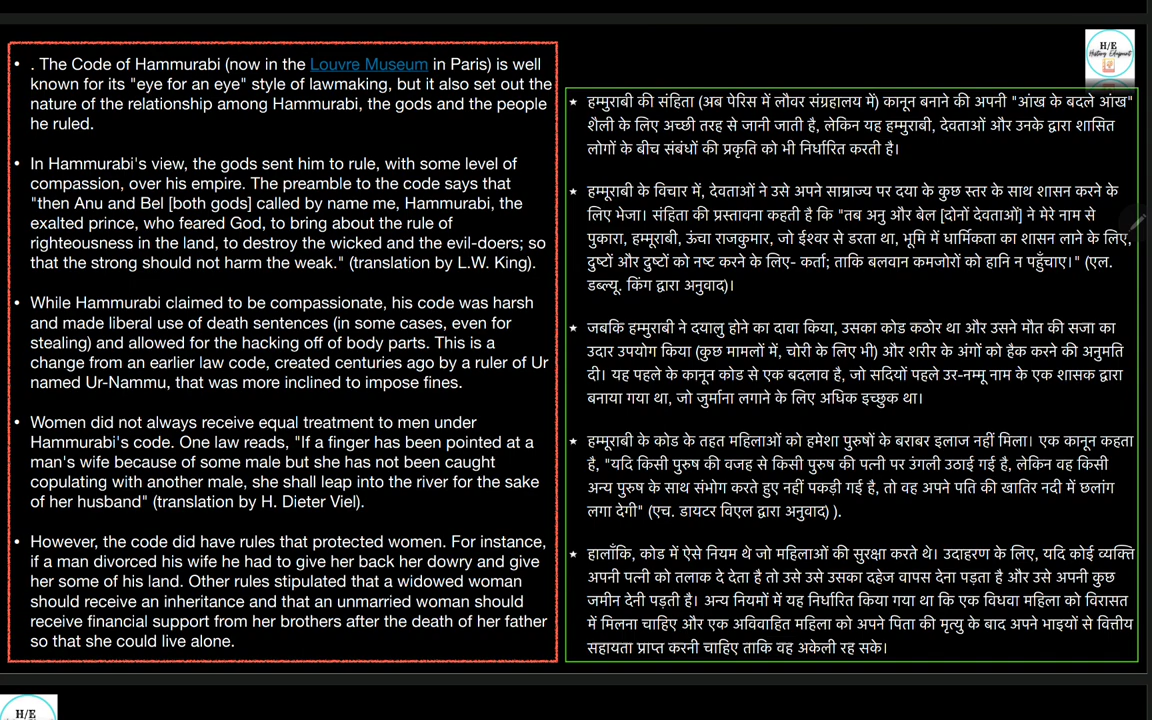 . The Code of Hammurabi (now in the Louvre Museum in Paris) is well
known for its "eye for an eye" style of lawmaking, but it also set out the
nature of the relationship among Hammurabi, the gods and the people
he ruled.
In Hammurabi's view, the gods sent him to rule, with some level of
compassion, over his empire. The preamble to the code says that
"then Anu and Bel [both gods] called by name me, Hammurabi, the
exalted prince, who feared God, to bring about the rule of
righteousness in the land, to destroy the wicked and the evil-doers; so
that the strong should not harm the weak." (translation by L.W. King).
While Hammurabi claimed to be compassionate, his code was harsh
and made liberal use of death sentences (in some cases, even for
stealing) and allowed for the hacking off of body parts. This is a
change from an earlier law code, created centuries ago by a ruler of Ur
named Ur-Nammu, that was more inclined to impose fines.
Women did not always receive equal treatment to men under
Hammurabi's code. One law reads, "If a finger has been pointed at a
man's wife because of some male but she has not been caught
copulating with another male, she shall leap into the river for the sake
of her husband" (translation by H. Dieter Viel).
However, the code did have rules that protected women. For instance,
if a man divorced his wife he had to give her back her dowry and give
her some of his land. Other rules stipulated that a widowed woman
should receive an inheritance and that an unmarried woman should
receive financial support from her brothers after the death of her father
so that she could live alone.
H/E
History Eloquent
हम्मुराबी की संहिता (अब पेरिस में लौवर संग्रहालय में) कानून बनाने की अपनी "आंख के बदले आंख"
शैली के लिए अच्छी तरह से जानी जाती है, लेकिन यह हम्मुराबी, देवताओं और उनके द्वारा शासित
लोगों के बीच संबंधों की प्रकृति को भी निर्धारित करती है।
हम्मूराबी के विचार में, देवताओं ने उसे अपने साम्राज्य पर दया के कुछ स्तर के साथ शासन करने के
लिए भेजा। संहिता की प्रस्तावना कहती है कि "तब अनु और बेल [दोनों देवताओं] ने मेरे नाम से
पुकारा, हम्मूराबी, ऊंचा राजकुमार, जो ईश्वर से डरता था, भूमि में धार्मिकता का शासन लाने के लिए,
दुष्टों और दुष्टों को नष्ट करने के लिए- कर्ता; ताकि बलवान कमजोरों को हानि न पहुँचाए।" (एल.
डब्ल्यू. किंग द्वारा अनुवाद)।
जबकि हम्मुराबी ने दयालु होने का दावा किया, उसका कोड कठोर था और उसने मौत की सजा का
उदार उपयोग किया (कुछ मामलों में, चोरी के लिए भी) और शरीर के अंगों को हैक करने की अनुमति
दी। यह पहले के कानून कोड से एक बदलाव है, जो सदियों पहले उर-नम्मू नाम के एक शासक द्वारा
बनाया गया था, जो जुर्माना लगाने के लिए अधिक इच्छुक था।
हम्मूराबी के कोड के तहत महिलाओं को हमेशा पुरुषों के बराबर इलाज नहीं मिला। एक कानून कहता
है, "यदि किसी पुरुष की वजह से किसी पुरुष की पत्नी पर उंगली उठाई गई है, लेकिन वह किसी
अन्य पुरुष के साथ संभोग करते हुए नहीं पकड़ी गई है, तो वह अपने पति की खातिर नदी में छलांग
लगा देगी" (एच. डायटर विएल द्वारा अनुवाद) ).
हालाँकि, कोड में ऐसे नियम थे जो महिलाओं की सुरक्षा करते थे। उदाहरण के लिए, यदि कोई व्यक्ति
अपनी पत्नी को तलाक दे देता है तो उसे उसे उसका दहेज वापस देना पड़ता है और उसे अपनी कुछ
जमीन देनी पड़ती है। अन्य नियमों में यह निर्धारित किया गया था कि एक विधवा महिला को विरासत
में मिलना चाहिए और एक अविवाहित महिला को अपने पिता की मृत्यु के बाद अपने भाइयों से वित्तीय
सहायता प्राप्त करनी चाहिए ताकि वह अकेली रह सके।
H/E